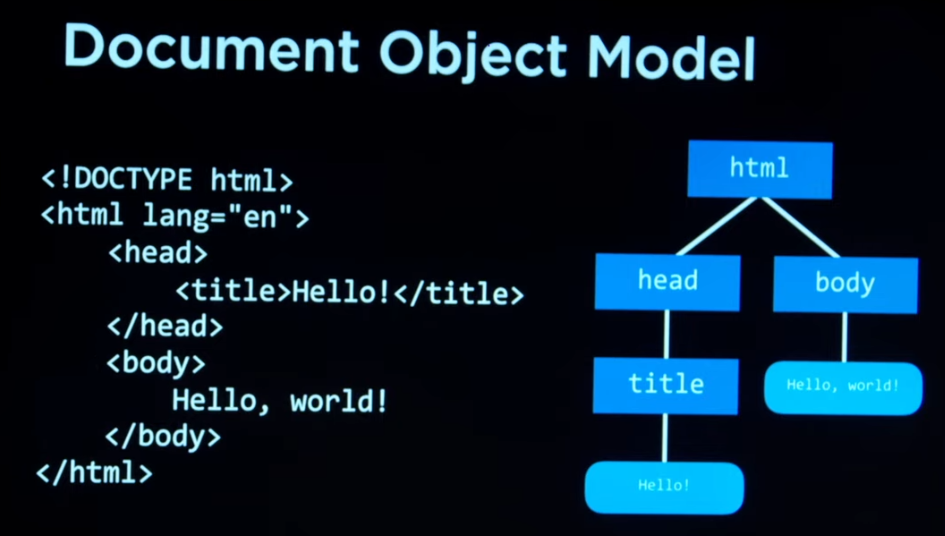 Document Object Model
<!DOCTYPE html>
<html lang="en">
<head>
<title>Hello!</title>
</head>
<body>
Hello, world!
</body>
</html>
html
head
body
title
Hello, world!
Hello!